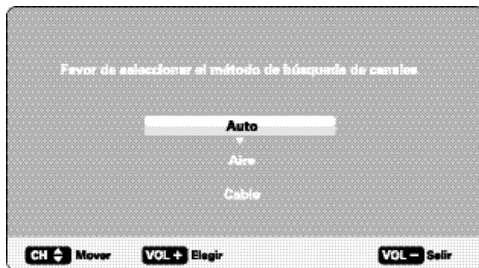 Favor de seleccionar el método de búsqueda de canales
Auto
Aire
Cable
CH Mover VOL + Elegir VOL - Salir